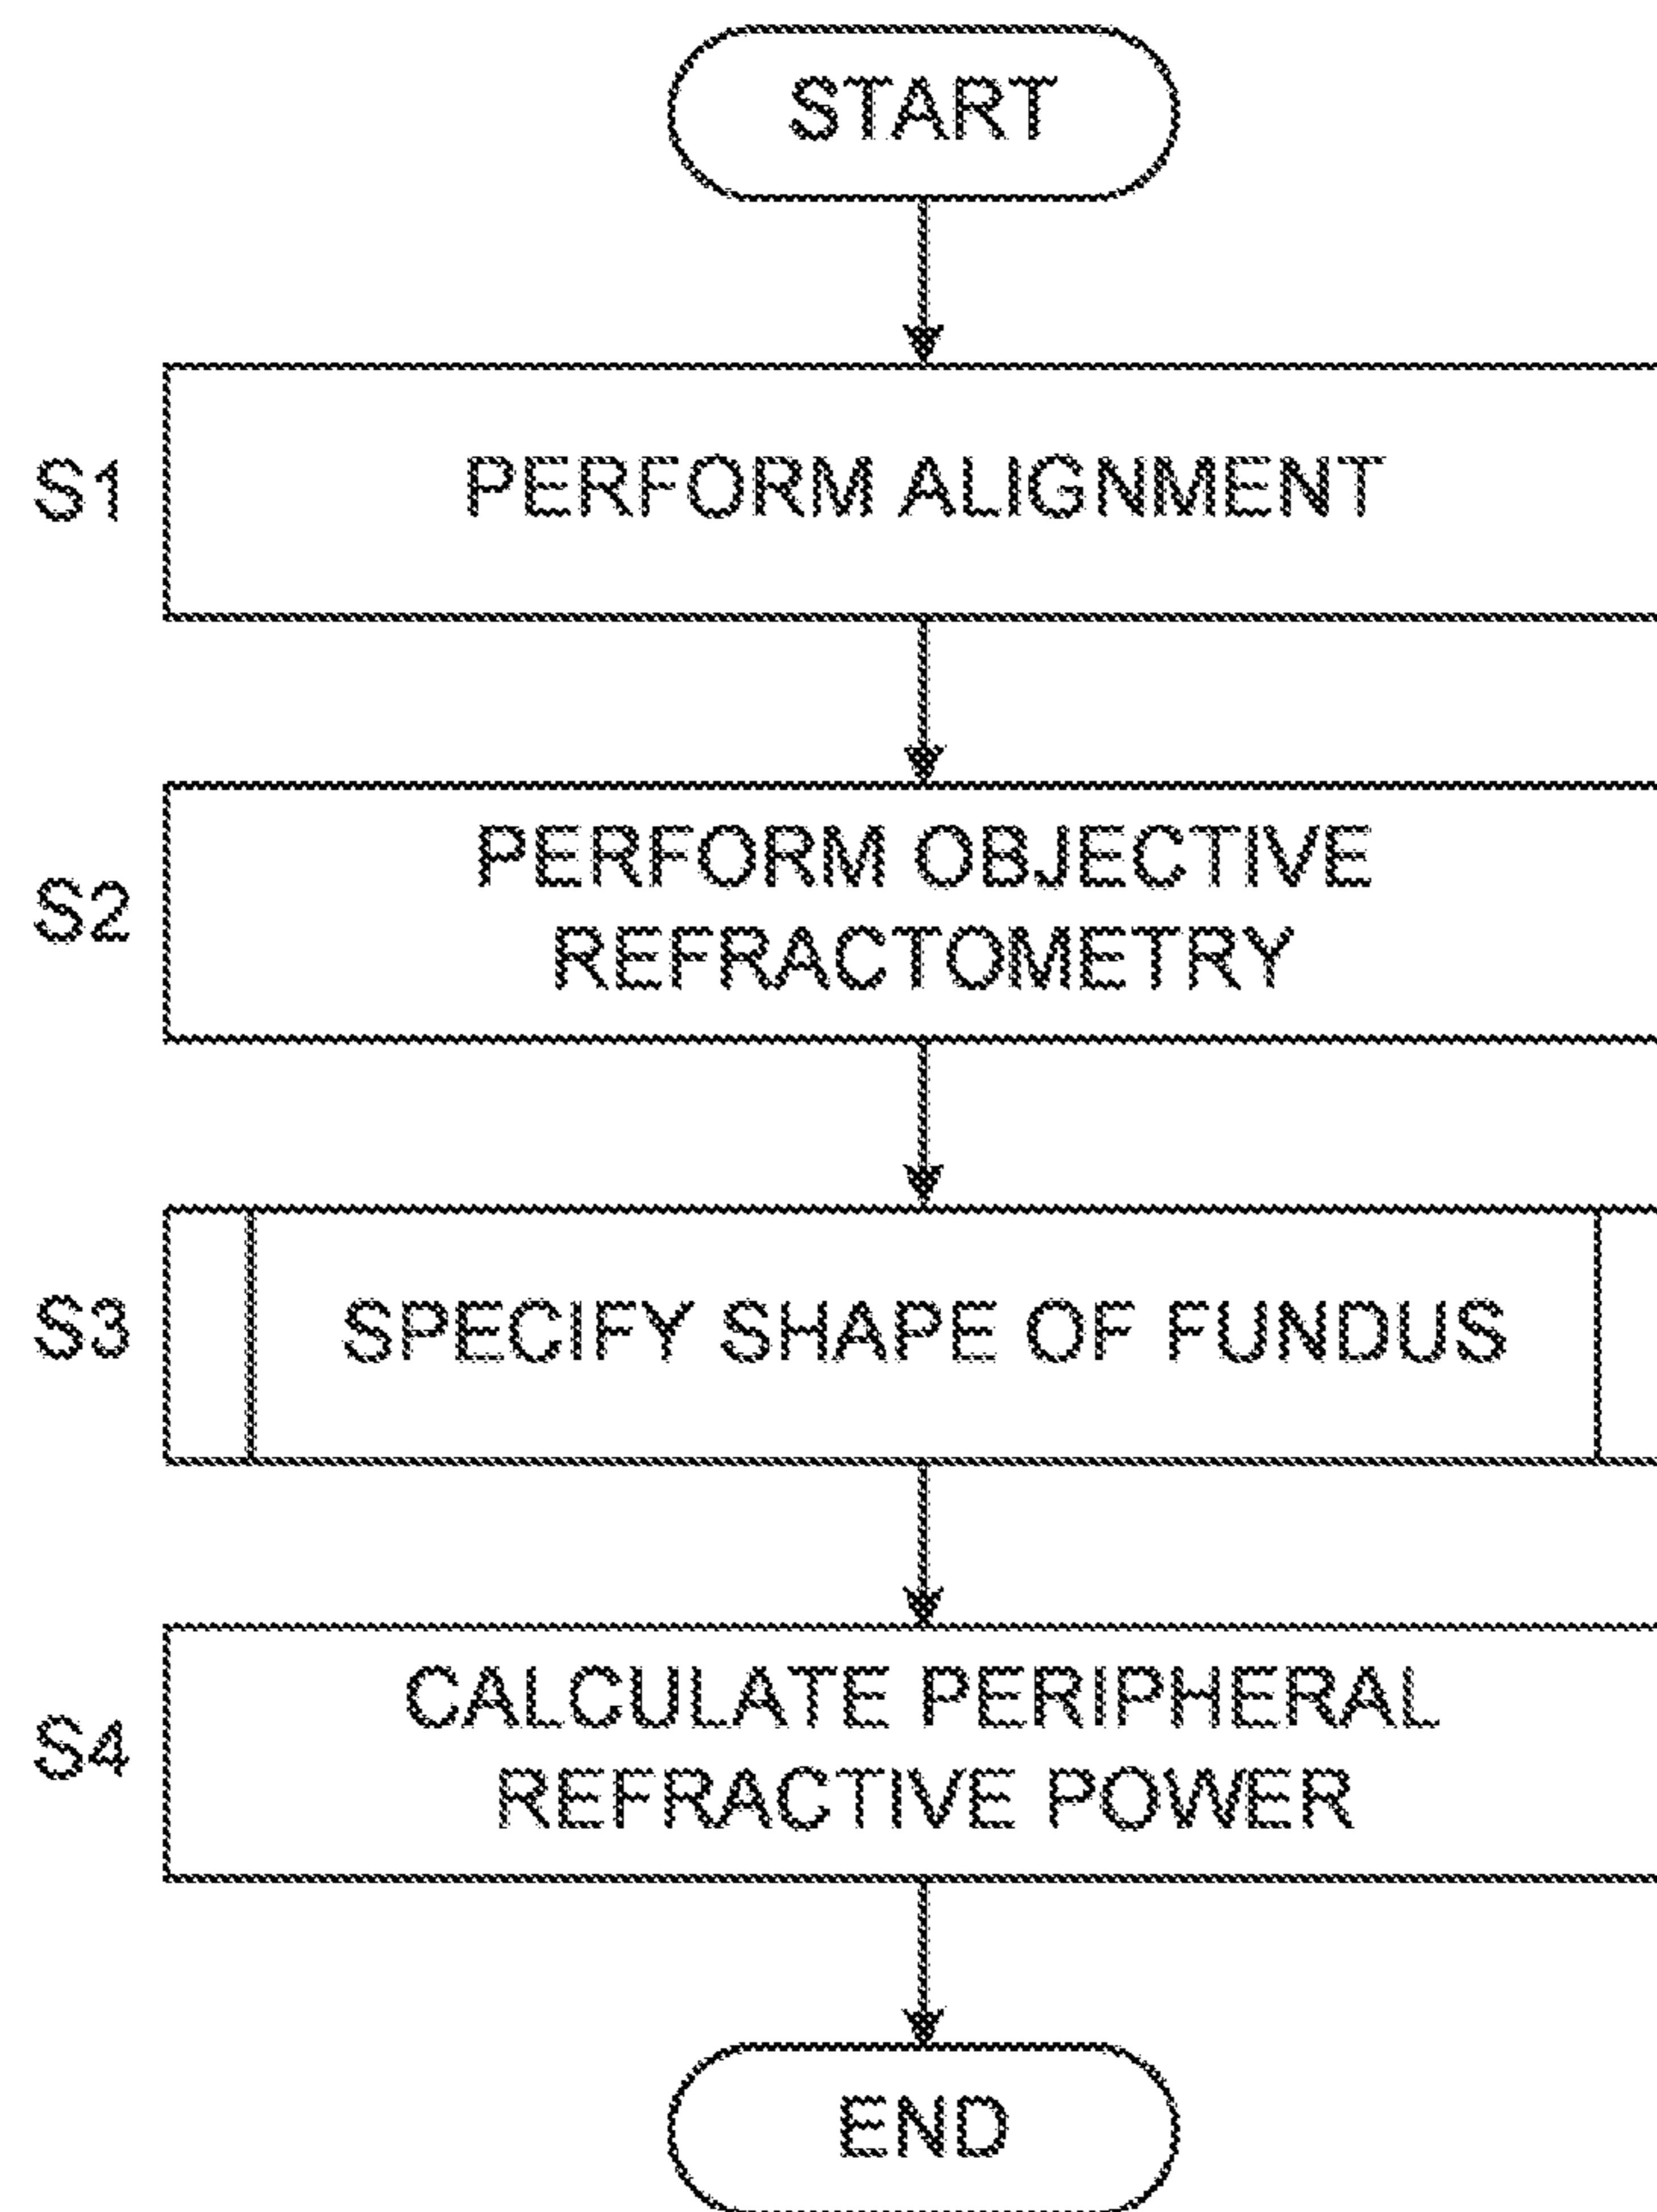 START
S1
PERFORM ALIGNMENT
S2
PERFORM OBJECTIVE
REFRACTOMETRY
S3
SPECIFY SHAPE OF FUNDUS
S4
CALCULATE PERIPHERAL
REFRACTIVE POWER
END